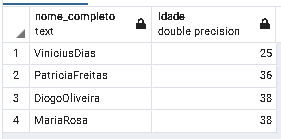 nome_completo Idade
text double precision
1 ViniciusDias 25
2 PatriciaFreitas 36
3 DiogoOliveira 38
4 MariaRosa 38